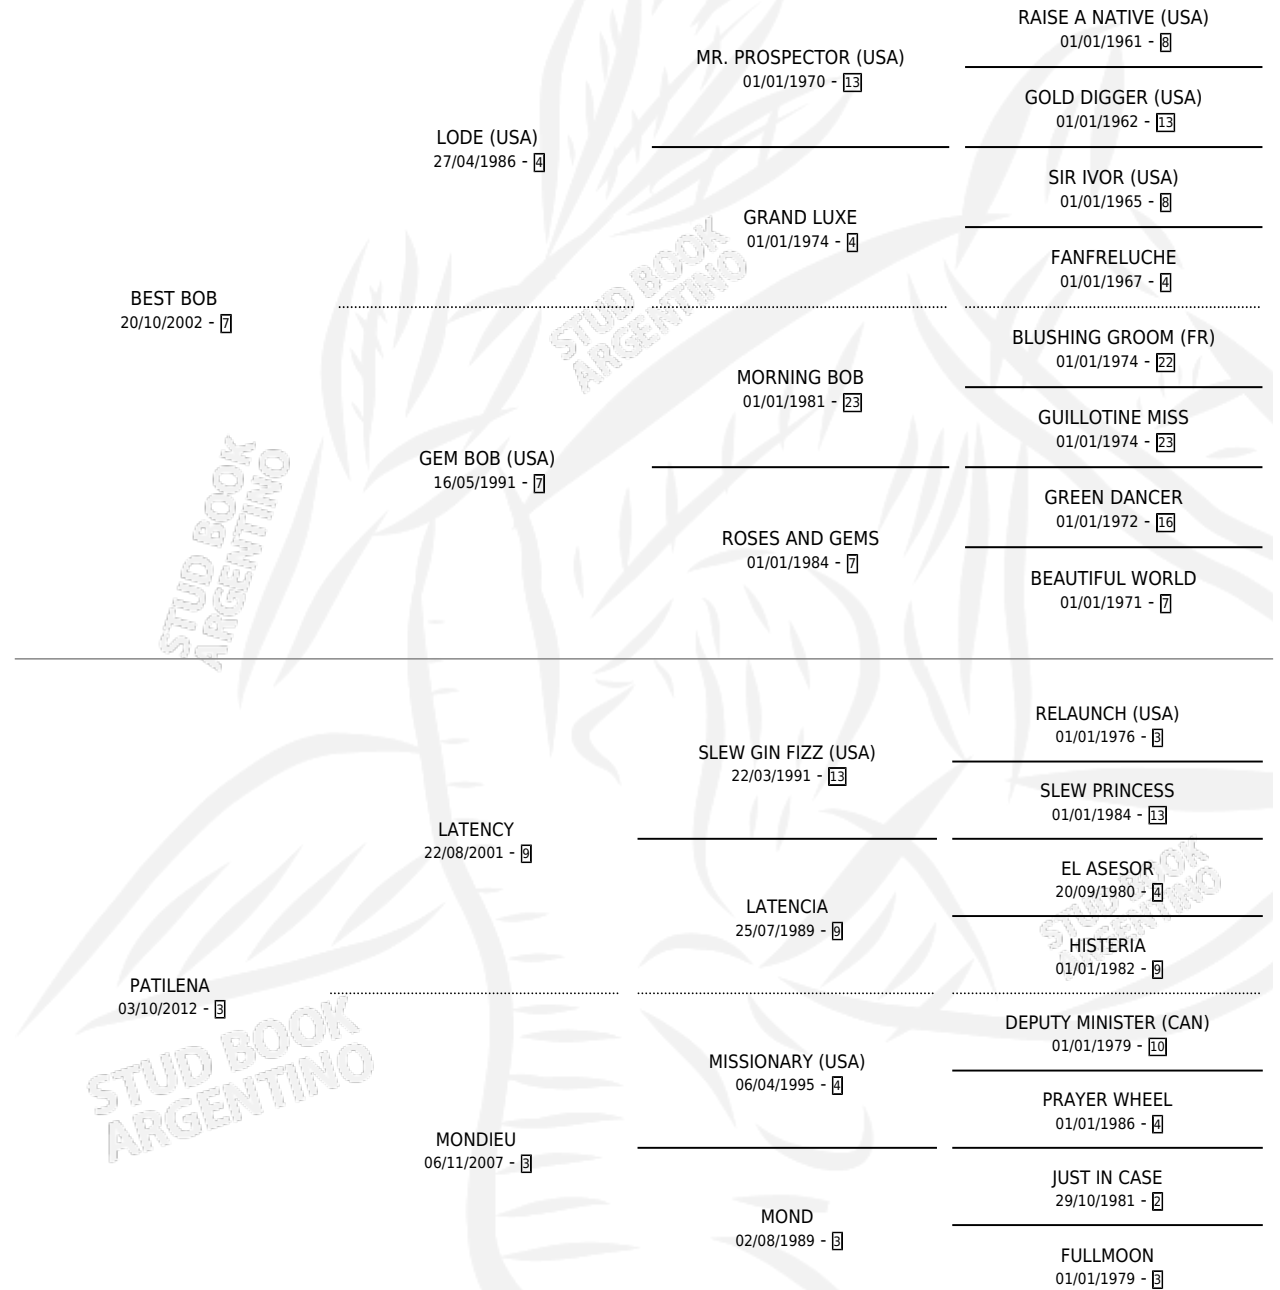 RAISE A NATIVE (USA)
01/01/1961 - 8
MR. PROSPECTOR (USA)
01/01/1970 - 13
GOLD DIGGER (USA)
01/01/1962 - 13
LODE (USA)
27/04/1986 - 4
SIR IVOR (USA)
01/01/1965 - 8
GRAND LUXE
01/01/1974 - 4
FANFRELUCHE
01/01/1967 - 4
BEST BOB
20/10/2002 - 7
BLUSHING GROOM (FR)
01/01/1974 - 22
MORNING BOB
01/01/1981 - 23
GUILLOTINE MISS
01/01/1974 - 23
GEM BOB (USA)
16/05/1991 - 7
GREEN DANCER
01/01/1972 - 16
ROSES AND GEMS
01/01/1984 - 7
BEAUTIFUL WORLD
01/01/1971 - 7
STUD BOOK
ARGENTINO
STUD BOOK
ARGENTINO
RELAUNCH (USA)
01/01/1976 - 3
SLEW GIN FIZZ (USA)
22/03/1991 - 13
SLEW PRINCESS
01/01/1984 - 13
LATENCY
22/08/2001 - 9
EL ASESOR
20/09/1980 - 4
LATENCIA
25/07/1989 - 9
HISTERIA
01/01/1982 - 9
PATILENA
03/10/2012 - 3
DEPUTY MINISTER (CAN)
01/01/1979 - 10
MISSIONARY (USA)
06/04/1995 - 4
PRAYER WHEEL
01/01/1986 - 4
MONDIEU
06/11/2007 - 3
JUST IN CASE
29/10/1981 - 2
MOND
02/08/1989 - 3
FULLMOON
01/01/1979 - 3
STUD BOOK
ARGENTINO
STUD BOOK
ARGENTINO